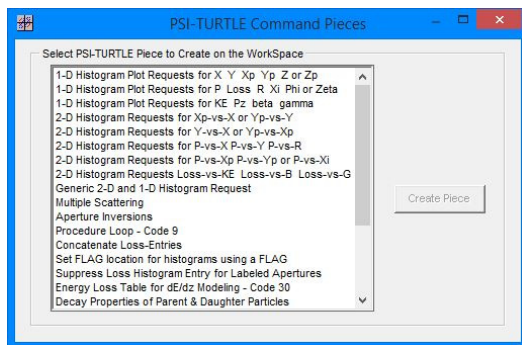 PSI-TURTLE Command Pieces
Select PSI-TURTLE Piece to Create on the WorkSpace
1-D Histogram Plot Requests for X Y Xp Yp Z or Zp
1-D Histogram Plot Requests for P Loss R Xi Phi or Zeta
1-D Histogram Plot Requests for KE Pz beta gamma
2-D Histogram Requests for Xp-vs-X or Yp-vs-Y
2-D Histogram Requests for Y-vs-X or Yp-vs-Xp
2-D Histogram Requests for P-vs-X P-vs-Y P-vs-R
2-D Histogram Requests for P-vs-Xp P-vs-Yp or P-vs-Xi
2-D Histogram Requests Loss-vs-KE Loss-vs-B Loss-vs-G
Generic 2-D and 1-D Histogram Request
Multiple Scattering
Aperture Inversions
Procedure Loop - Code 9
Concatenate Loss-Entries
Set FLAG location for histograms using a FLAG
Suppress Loss Histogram Entry for Labeled Apertures
Energy Loss Table for dE/dz Modeling - Code 30
Decay Properties of Parent & Daughter Particles
Create Piece